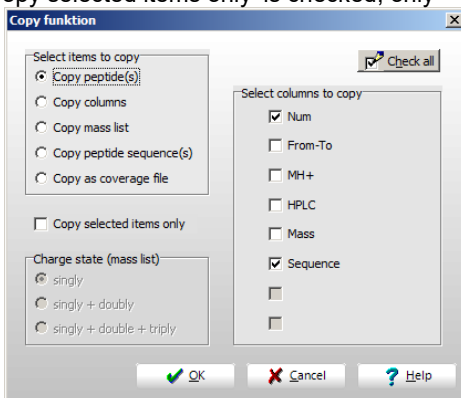 opy selected items only is checked, only
Copy funktion
Select items to copy
Copy peptide(s)
Copy columns
Copy mass list
Copy peptide sequence(s)
Copy as coverage file
Copy selected items only
Charge state (mass list)
singly
singly + doubly
singly + double + triply
Check all
Select columns to copy
Num
From-To
MH+
HPLC
Mass
Sequence
OK
Cancel
Help